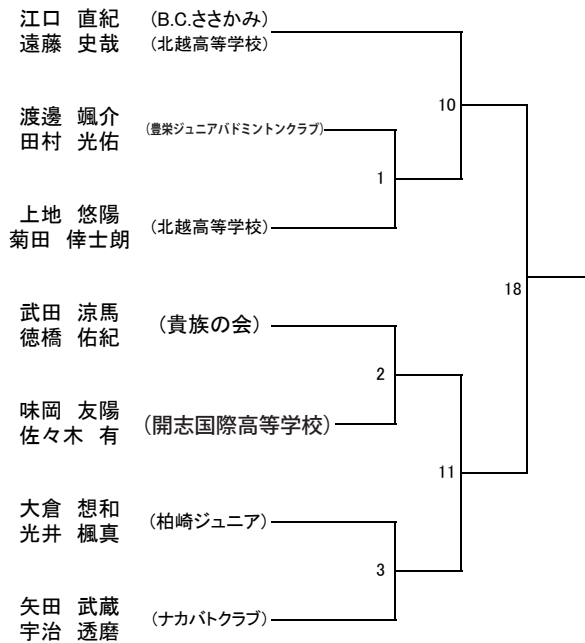 江口 直紀 (B.C.ささかみ)
遠藤 史哉 (北越高等学校)
10
渡邊 颯介
田村 光佑
(豊栄ジュニアバドミントンクラブ)
1
上地 悠陽
菊田 倖士朗
(北越高等学校)
18
武田 涼馬
徳橋 佑紀
(貴族の会)
2
味岡 友陽
佐々木 有
(開志国際高等学校)
11
大倉 想和
光井 楓真
(柏崎ジュニア)
3
矢田 武蔵
宇治 透磨
(ナカバトクラブ)